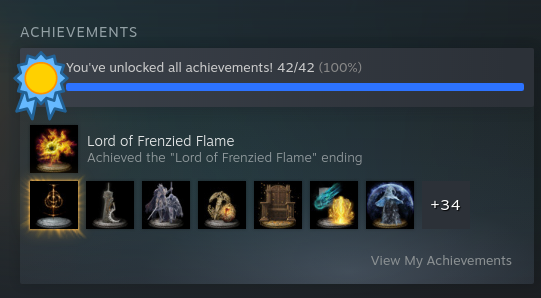 ACHIEVEMENTS
You've unlocked all achievements! 42/42 (100%)
Lord of Frenzied Flame
Achieved the "Lord of Frenzied Flame" ending
+34
View My Achievements